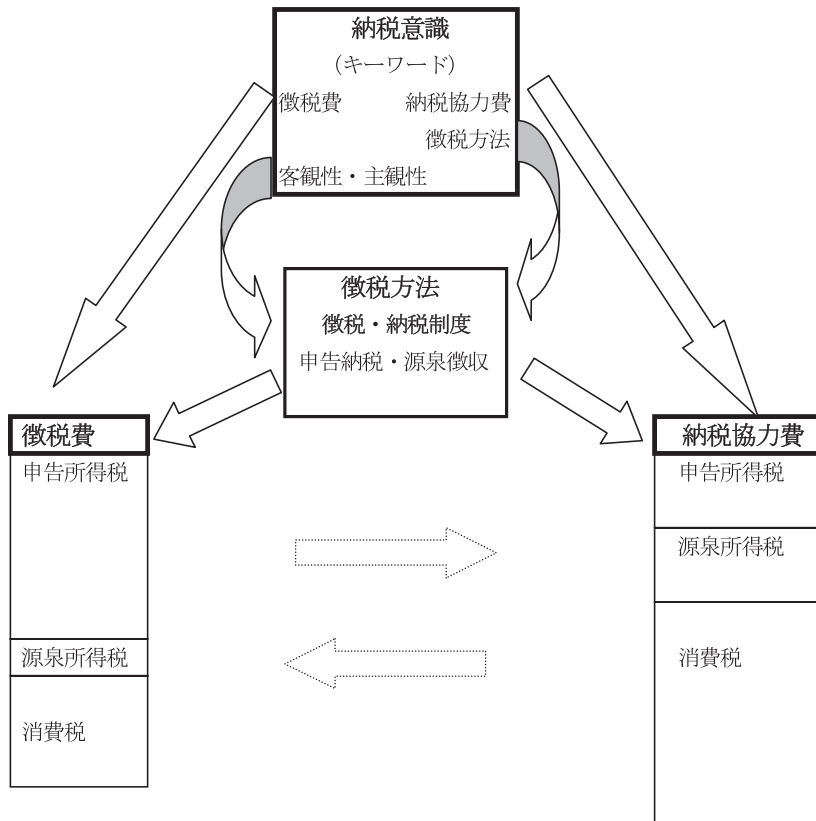 納税意識
（キーワード）
徴税費 納税協力費
徴税方法
客観性・主観性
徴税方法
徴税・納税制度
申告納税・源泉徴収
徴税費
申告所得税
源泉所得税
消費税
納税協力費
申告所得税
源泉所得税
消費税